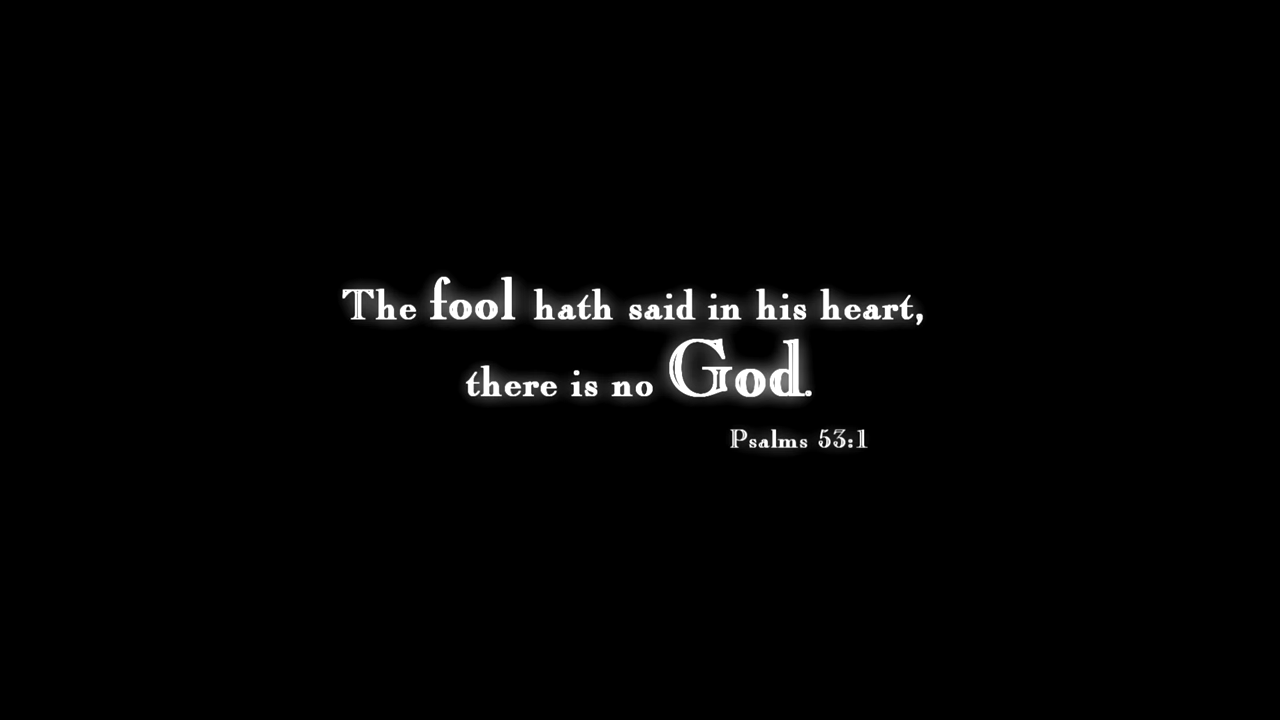 The fool hath said in his heart,
there is no God.
Psalms 53:1